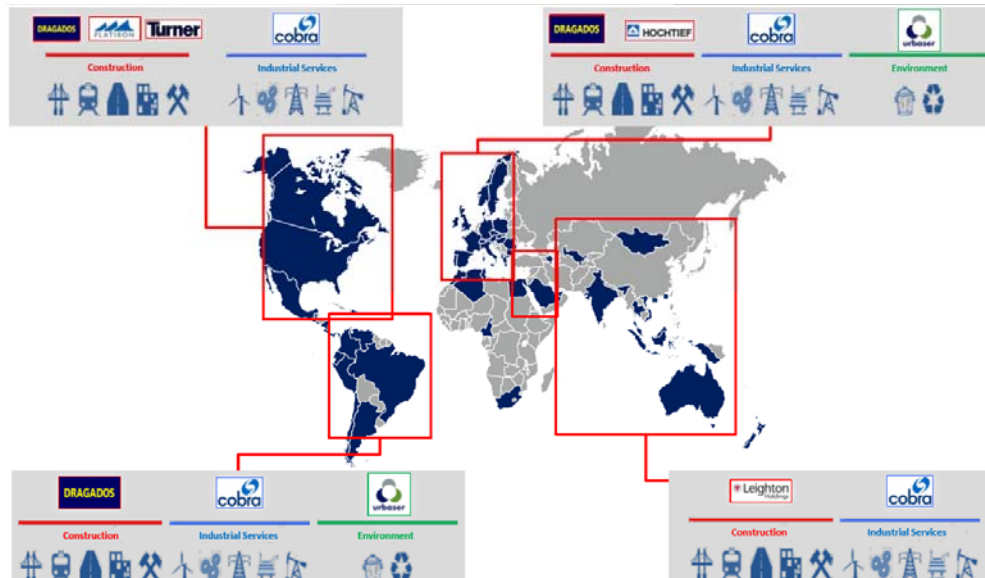 DRAGADOS FLATIRON Turner cobra
Construction Industrial Services
DRAGADOS HOCHTIEF cobra urbaser
Construction Industrial Services Environment
DRAGADOS cobra urbaser
Construction Industrial Services Environment
Leighton Holdings cobra
Construction Industrial Services